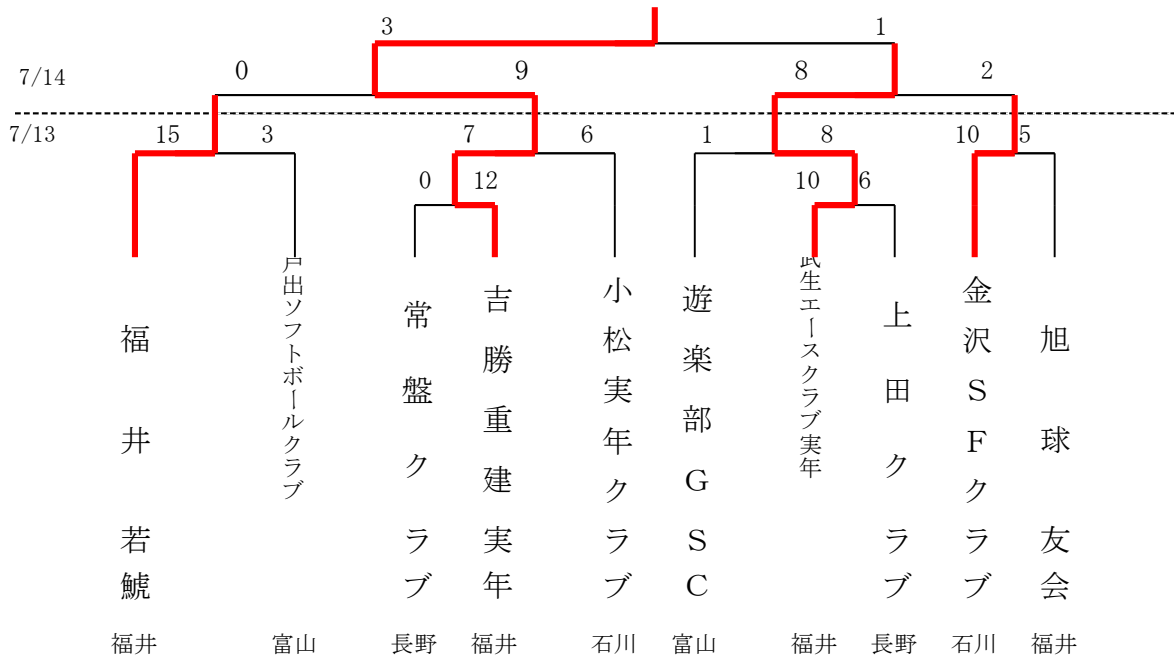 3 1
7/14 0 9 8 2
7/13 15 3 7 6 1 8 10 5
0 12 10 6
福井若鯱
戸出ソフトボールクラブ
常盤クラブ
吉勝重建実年
小松実年クラブ
遊楽部GSC
武生エースクラブ実年
上田クラブ
金沢SFクラブ
旭球友会
福井 富山 長野 福井 石川 富山 福井 長野 石川 福井